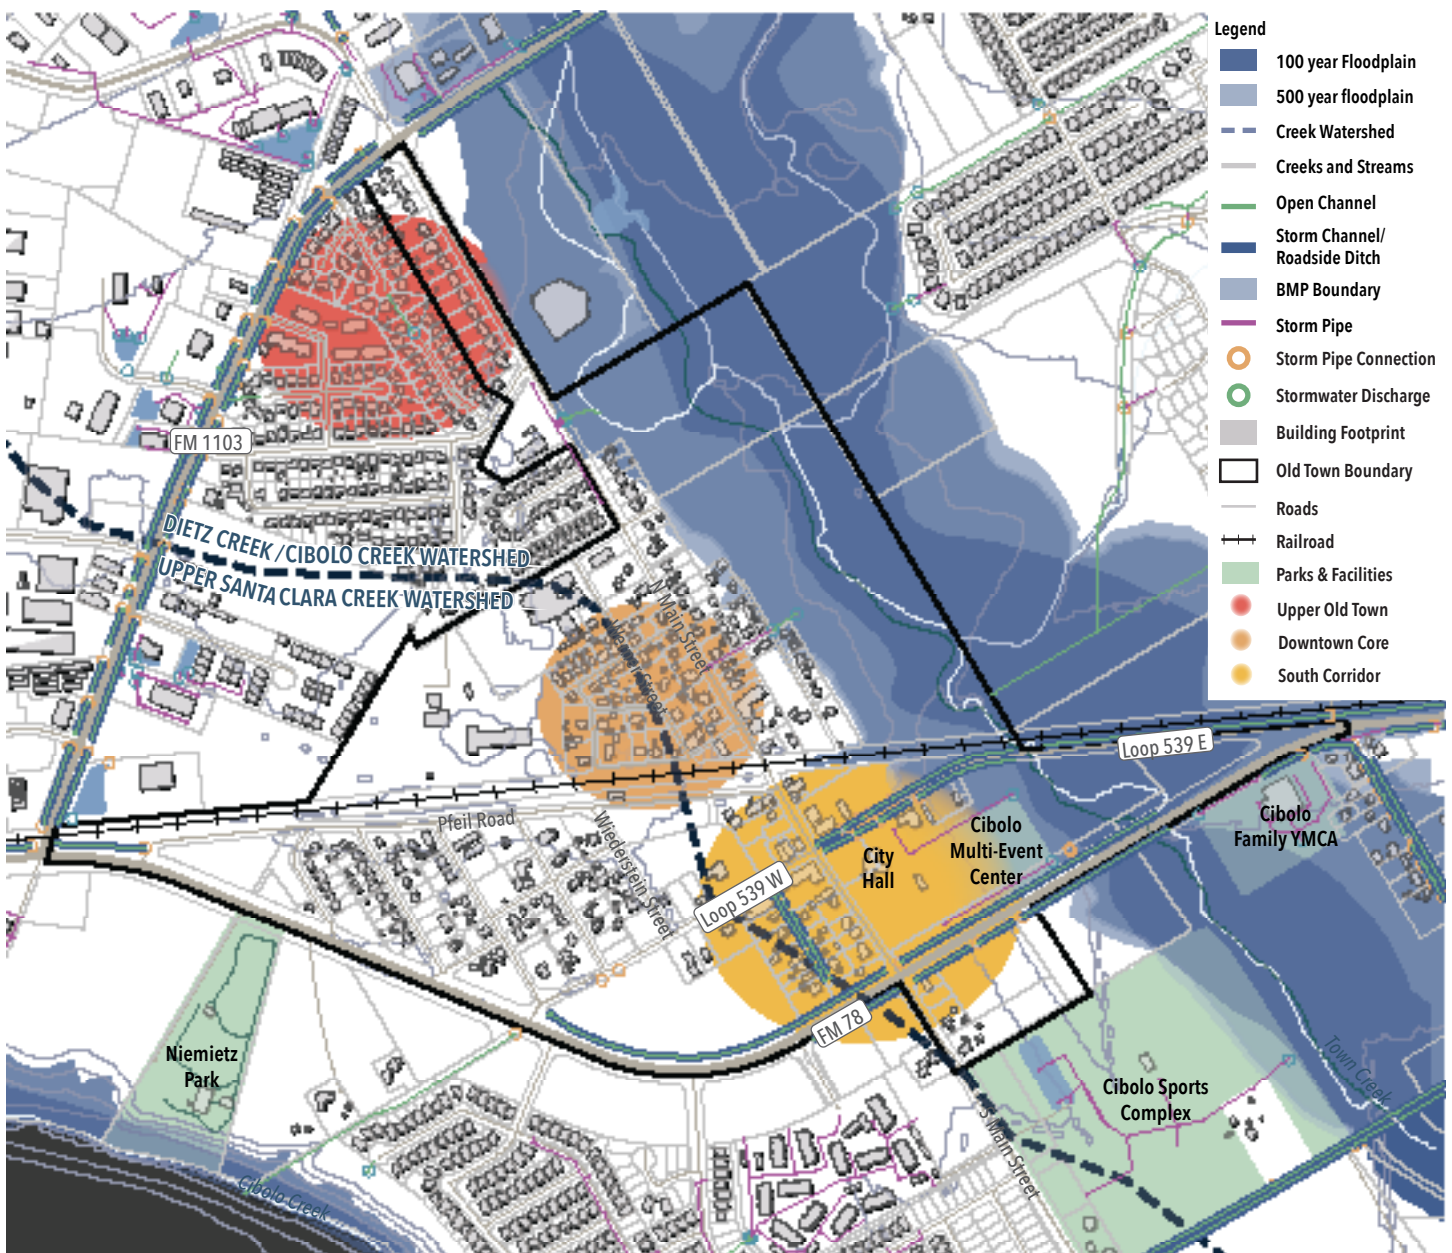 Legend
100 year Floodplain
500 year floodplain
Creek Watershed
Creeks and Streams
Open Channel
Storm Channel/
Roadside Ditch
BMP Boundary
Storm Pipe
Storm Pipe Connection
Stormwater Discharge
Building Footprint
Old Town Boundary
Roads
Railroad
Parks & Facilities
Upper Old Town
Downtown Core
South Corridor
FM 1103
DIETZ CREEK/CIBOLO CREEK WATERSHED
UPPER SANTA CLARA CREEK WATERSHED
N Main Street
Loop 539 E
Pfeil Road
Wiederstein Street
Loop 539 W
City
Hall
Cibolo
Multi-Event
Center
Cibolo
Family YMCA
FM 78
Niemietz
Park
Cibolo Sports
Complex
Town Creek
S Main Street
Cibolo Creek